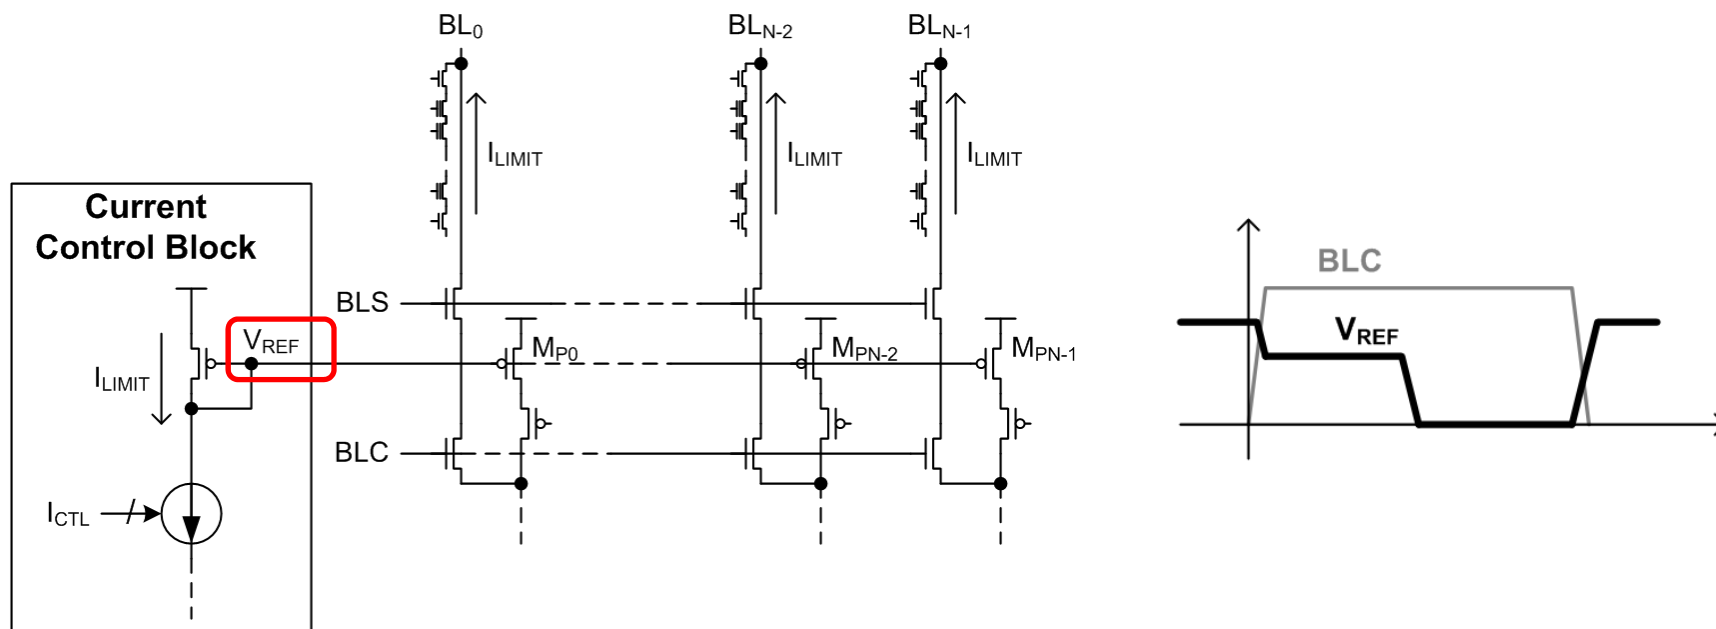 BL0
BLN-2
BLN-1
ILIMIT
ILIMIT
ILIMIT
Current
Control Block
BLS
VREF
MP0
MPN-2
MPN-1
ILIMIT
BLC
ICTL
BLC
VREF